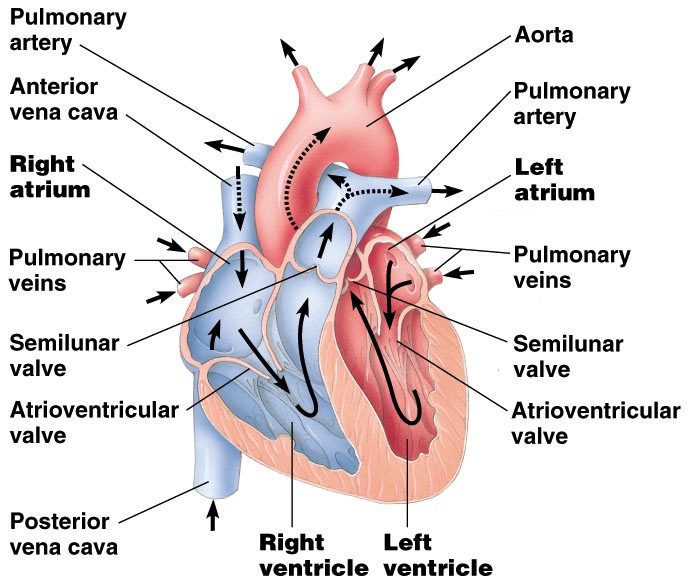 Pulmonary
artery
Anterior
vena cava
Right
atrium
Pulmonary
veins
Semilunar
valve
Atrioventricular
valve
Posterior
vena cava
Aorta
Pulmonary
artery
Left
atrium
Pulmonary
veins
Semilunar
valve
Atrioventricular
valve
Right
ventricle
Left
ventricle